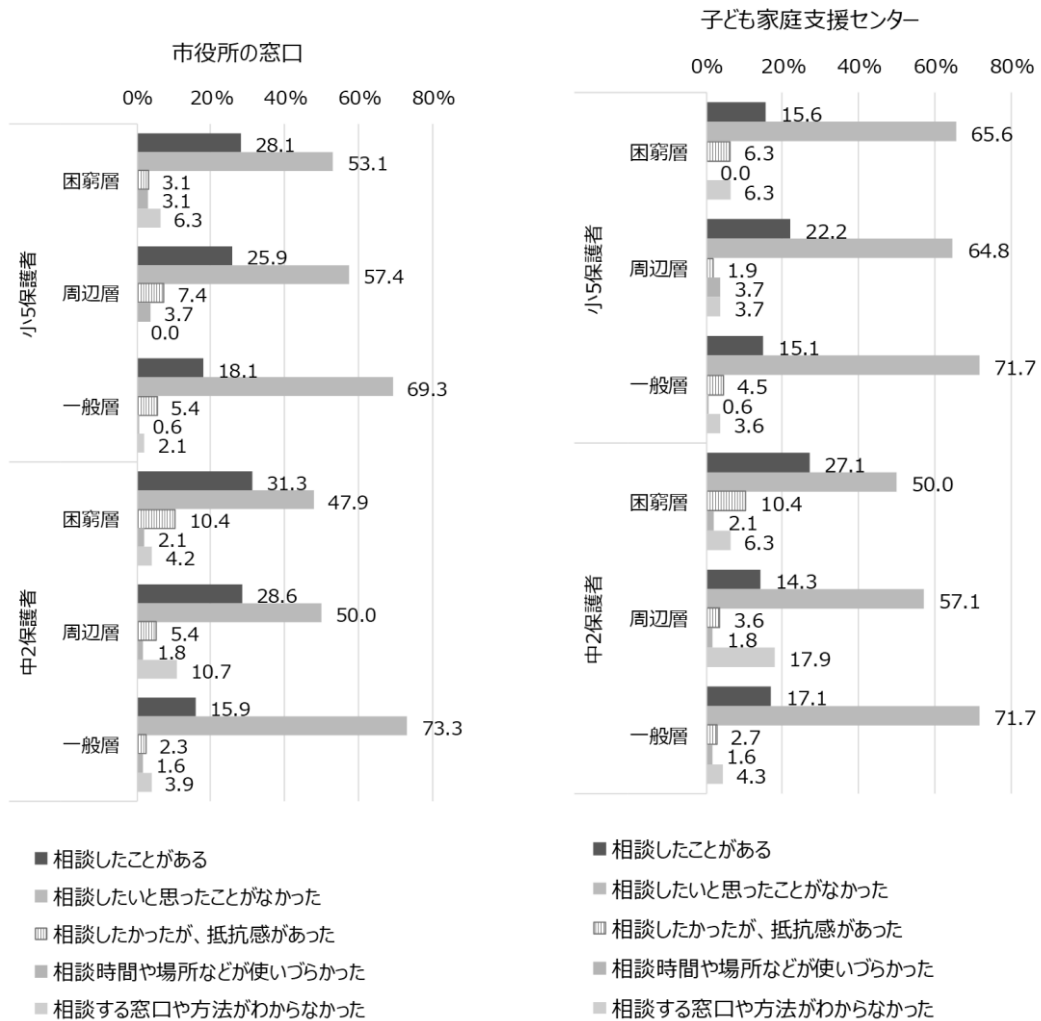 市役所の窓口
0% 20% 40% 60% 80%
小5保護者
困窮層
28.1
53.1
3.1
3.1
6.3
周辺層
25.9
57.4
7.4
3.7
0.0
一般層
18.1
69.3
5.4
0.6
2.1
中2保護者
困窮層
31.3
47.9
10.4
2.1
4.2
周辺層
28.6
50.0
5.4
1.8
10.7
一般層
15.9
73.3
2.3
1.6
3.9
相談したことがある
相談したいと思ったことがなかった
相談したかったが、抵抗感があった
相談時間や場所などが使いづらかった
相談する窓口や方法がわからなかった
子ども家庭支援センター
0% 20% 40% 60% 80%
小5保護者
困窮層
15.6
65.6
6.3
0.0
6.3
周辺層
22.2
64.8
1.9
3.7
3.7
一般層
15.1
71.7
4.5
0.6
3.6
中2保護者
困窮層
27.1
50.0
10.4
2.1
6.3
周辺層
14.3
57.1
3.6
1.8
17.9
一般層
17.1
71.7
2.7
1.6
4.3
相談したことがある
相談したいと思ったことがなかった
相談したかったが、抵抗感があった
相談時間や場所などが使いづらかった
相談する窓口や方法がわからなかった